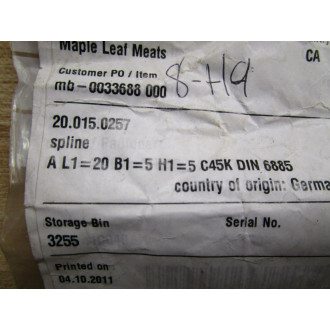 Maple Leaf Meats
CA
Customer PO / Item
mb-0033688 000
8-H9
20.015.0257
spline
A L1=20 B1=5 H1=5 C45K DIN 6885
country of origin: Germa
Storage Bin
Serial No.
3255
Printed on
04.10.2011